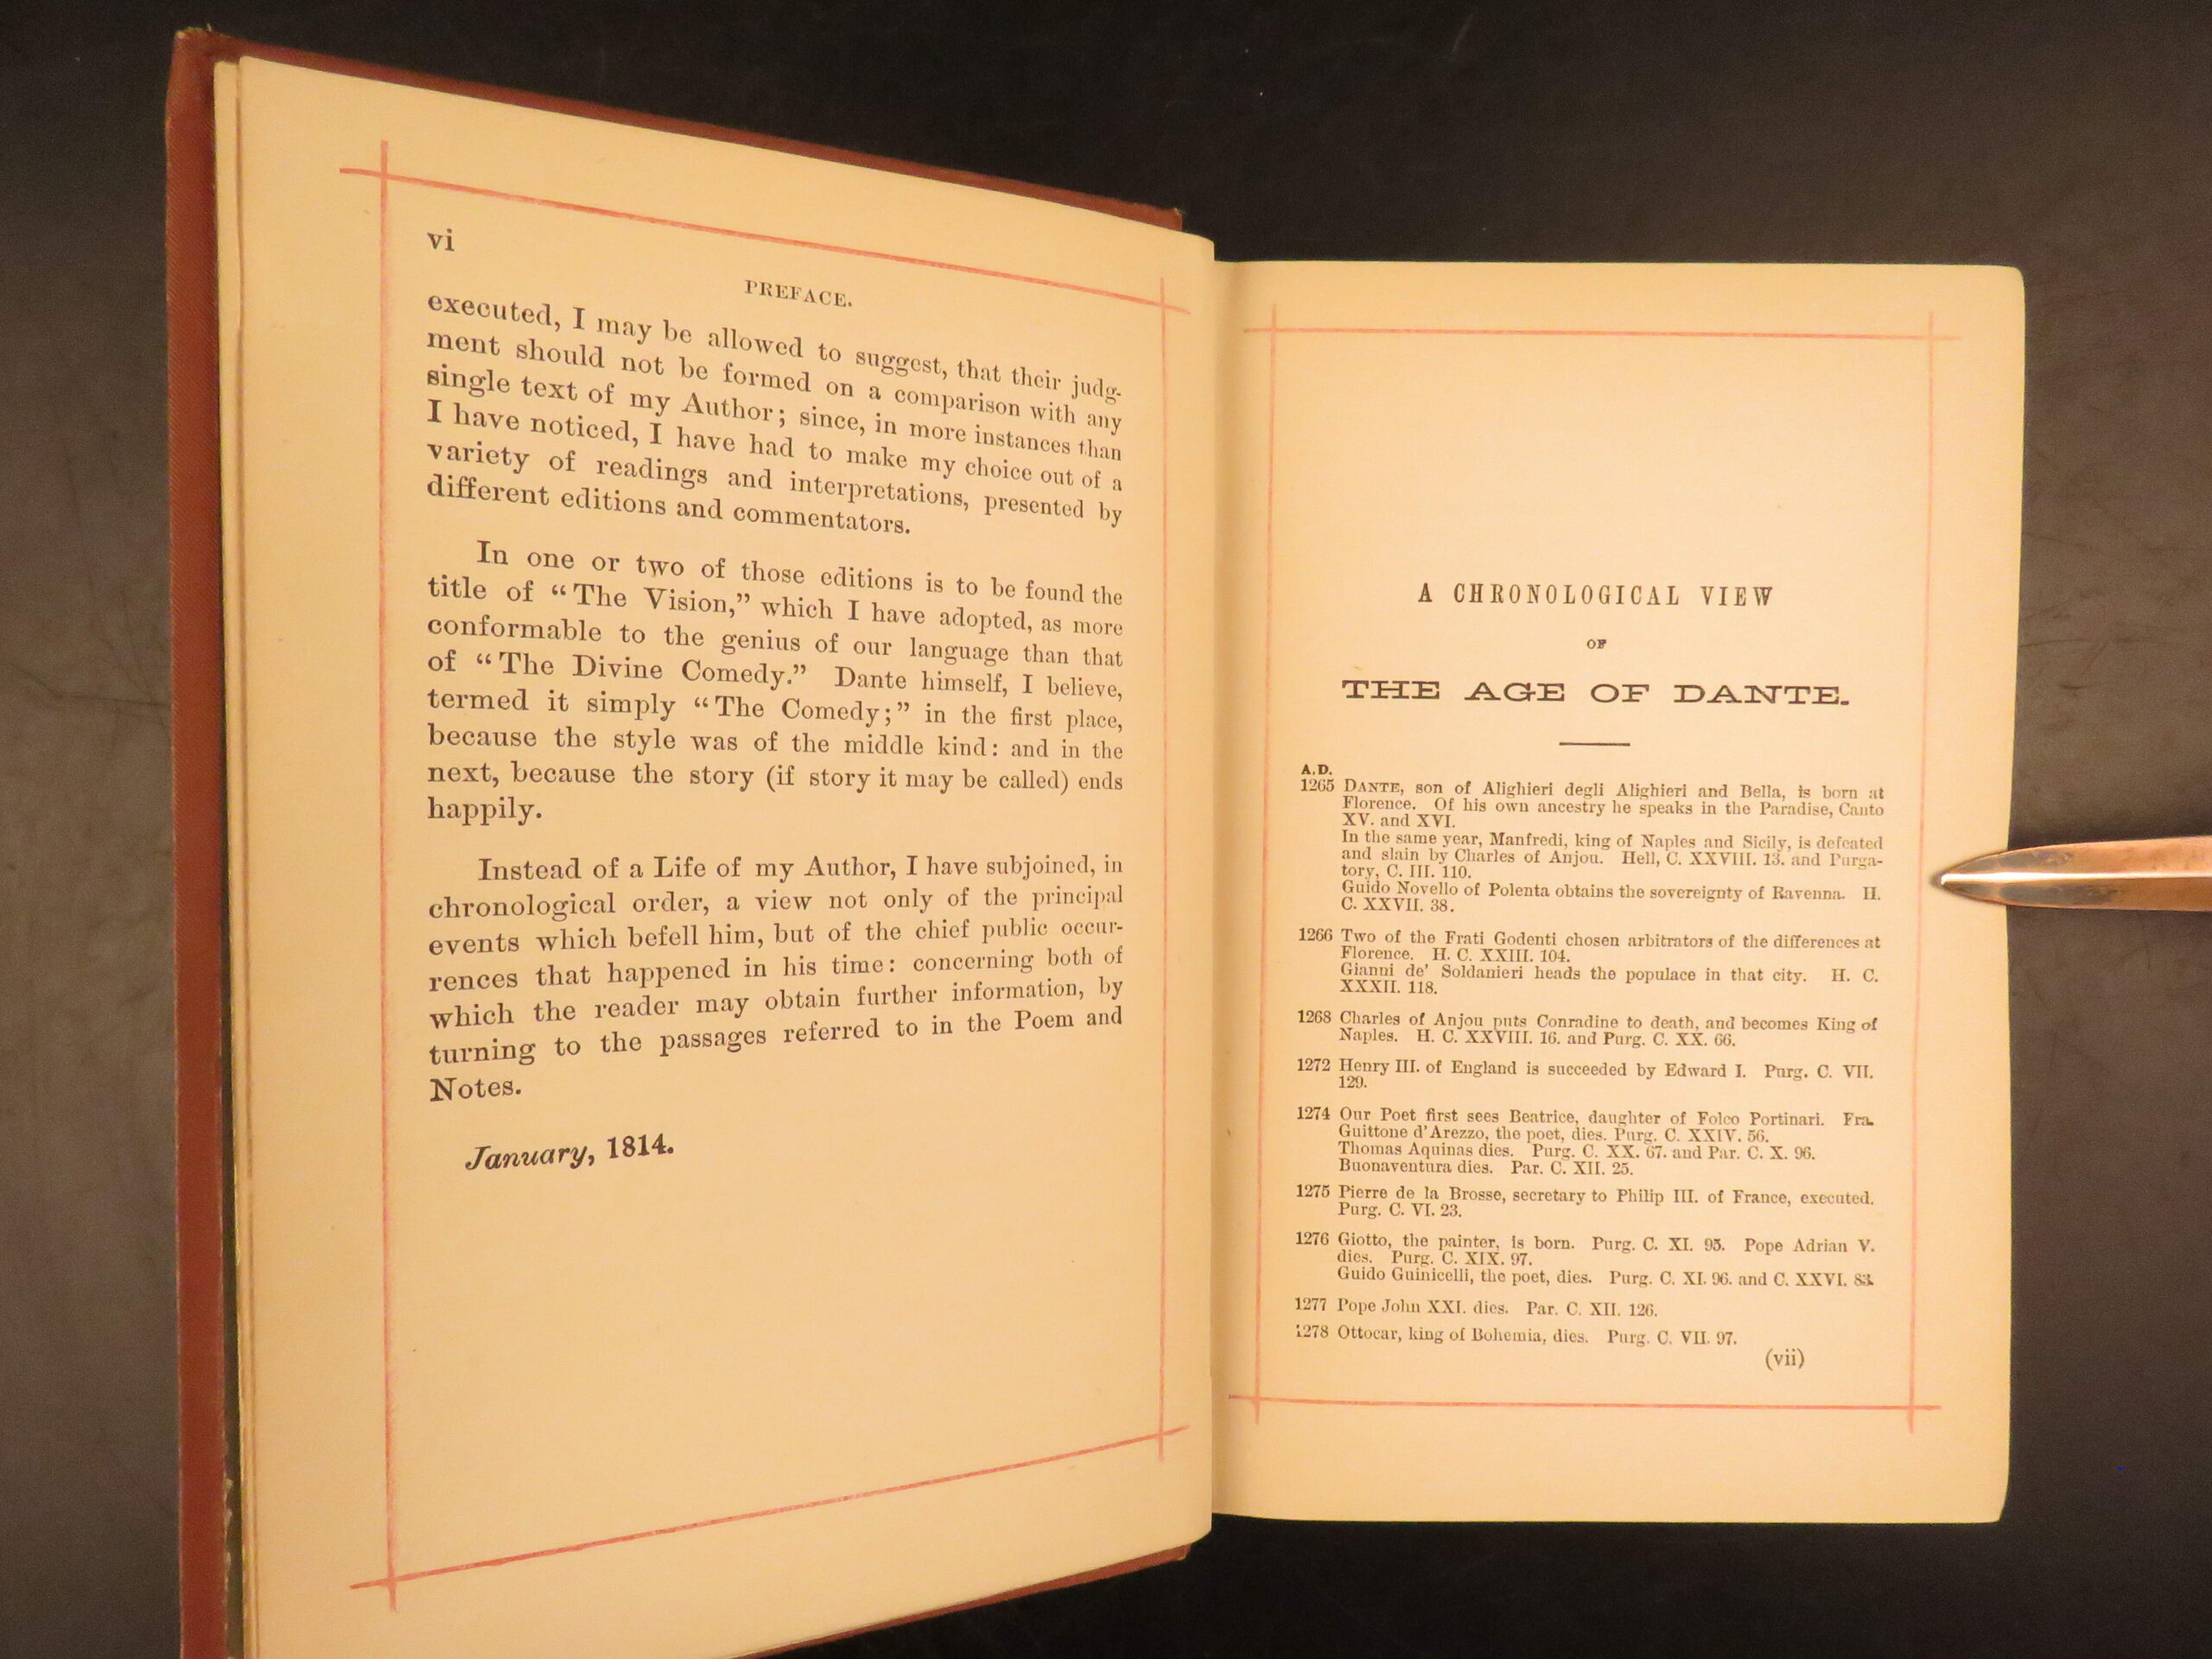 vi
PREFACE.
executed, I may be allowed to suggest, that their judg-
ment should not be formed on a comparison with any
single text of my Author; since, in more instances than
I have noticed, I have had to make my choice out of a
variety of readings and interpretations, presented by
different editions and commentators.
In one or two of those editions is to be found the
title of “The Vision,” which I have adopted, as more
conformable to the genius of our language than that
of “The Divine Comedy.” Dante himself, I believe,
termed it simply “The Comedy;” in the first place,
because the style was of the middle kind: and in the
next, because the story (if story it may be called) ends
happily.
Instead of a Life of my Author, I have subjoined, in
chronological order, a view not only of the principal
events which befell him, but of the chief public occur-
rences that happened in his time: concerning both of
which the reader may obtain further information, by
turning to the passages referred to in the Poem and
Notes.
January, 1814.
A CHRONOLOGICAL VIEW
OF
THE AGE OF DANTE.
A.D.
1265 DANTE, son of Alighieri degli Alighieri and Bella, is born at
Florence. Of his own ancestry he speaks in the Paradise, Canto
XV. and XVI.
In the same year, Manfredi, king of Naples and Sicily, is defeated
and slain by Charles of Anjou. Hell, C. XXVIII. 13. and Purga-
tory, C. III. 110.
Guido Novello of Polenta obtains the sovereignty of Ravenna. H.
C. XXVII. 38.
1266 Two of the Frati Godenti chosen arbitrators of the differences at
Florence. H. C. XXIII. 104.
Gianni de’ Soldanieri heads the populace in that city. H. C.
XXXII. 118.
1268 Charles of Anjou puts Conradine to death, and becomes King of
Naples. H. C. XXVIII. 16. and Purg. C. XX. 66.
1272 Henry III. of England is succeeded by Edward I. Purg. C. VII.
129.
1274 Our Poet first sees Beatrice, daughter of Folco Portinari. Fra.
Guittone d’Arezzo, the poet, dies. Purg. C. XXIV. 56.
Thomas Aquinas dies. Purg. C. XX. 67. and Par. C. X. 96.
Buonaventura dies. Par. C. XII. 25.
1275 Pierre de la Brosse, secretary to Philip III. of France, executed.
Purg. C. VI. 23.
1276 Giotto, the painter, is born. Purg. C. XI. 95. Pope Adrian V.
dies. Purg. C. XIX. 97.
Guido Guinicelli, the poet, dies. Purg. C. XI. 96. and C. XXVI. 83.
1277 Pope John XXI. dies. Par. C. XII. 126.
1278 Ottocar, king of Bohemia, dies. Purg. C. VII. 97.
(vii)